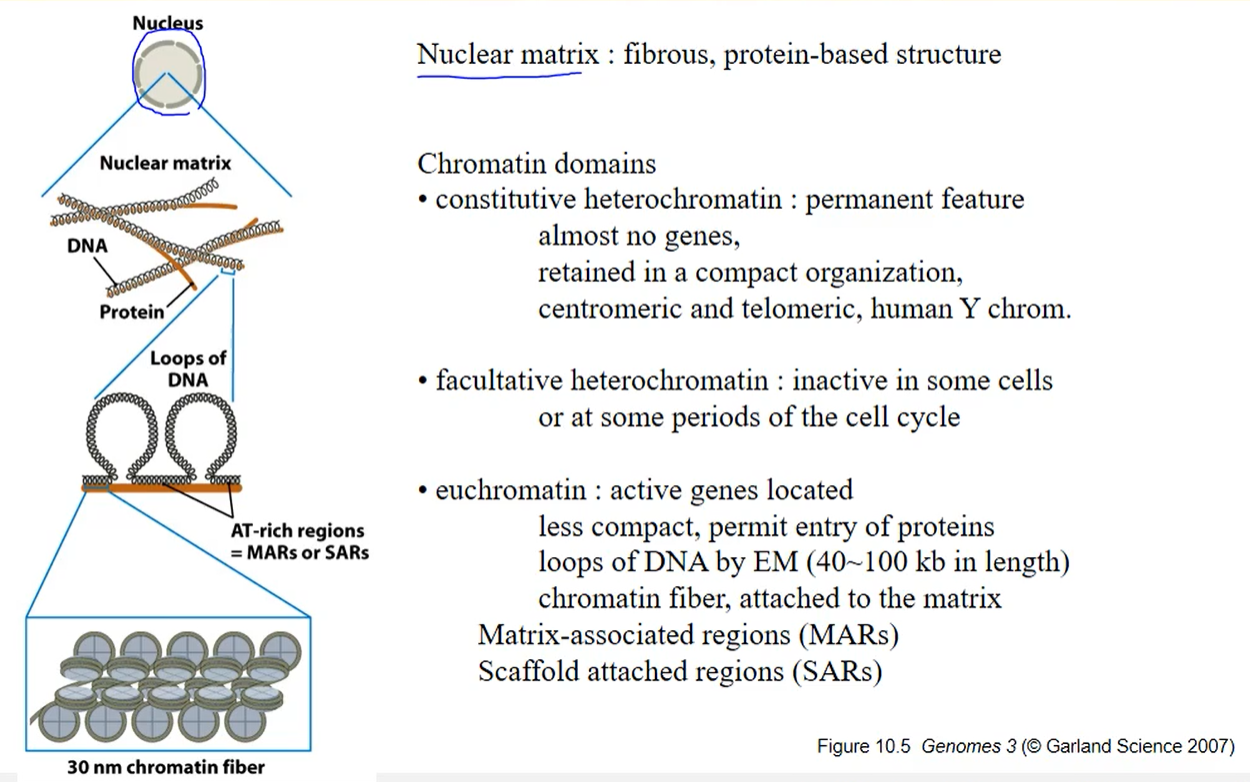 Nucleus
Nuclear matrix
DNA
Protein
Loops of
DNA
AT-rich regions
= MARs or SARs
30 nm chromatin fiber
Nuclear matrix : fibrous, protein-based structure
Chromatin domains
• constitutive heterochromatin : permanent feature
almost no genes,
retained in a compact organization,
centromeric and telomeric, human Y chrom.
• facultative heterochromatin : inactive in some cells
or at some periods of the cell cycle
• euchromatin : active genes located
less compact, permit entry of proteins
loops of DNA by EM (40~100 kb in length)
chromatin fiber, attached to the matrix
Matrix-associated regions (MARs)
Scaffold attached regions (SARs)
Figure 10.5 Genomes 3 (© Garland Science 2007)